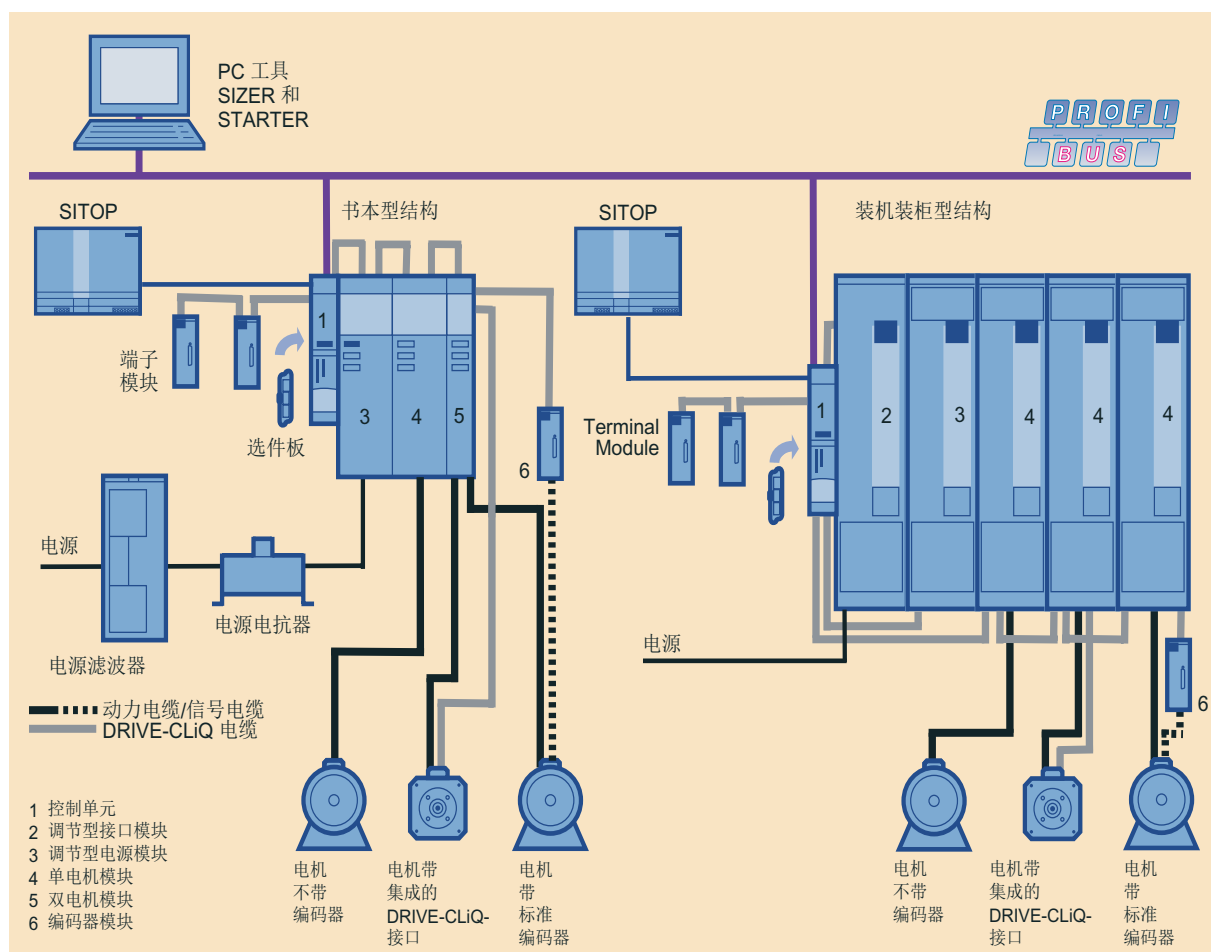 PC 工具
SIZER 和
STARTER
PROFI
BUS
SITOP
书本型结构
SITOP
装机装柜型结构
1
3
4
5
端子
模块
选件板
6
Terminal
Module
1
2
3
4
4
4
电源
电源电抗器
电源滤波器
电源
6
动力电缆/信号电缆
DRIVE-CLiQ 电缆
1 控制单元
2 调节型接口模块
3 调节型电源模块
4 单电机模块
5 双电机模块
6 编码器模块
电机
不带
编码器
电机带
集成的
DRIVE-CLiQ-
接口
电机
带
标准
编码器
电机
不带
编码器
电机带
集成的
DRIVE-CLiQ-
接口
电机
带
标准
编码器